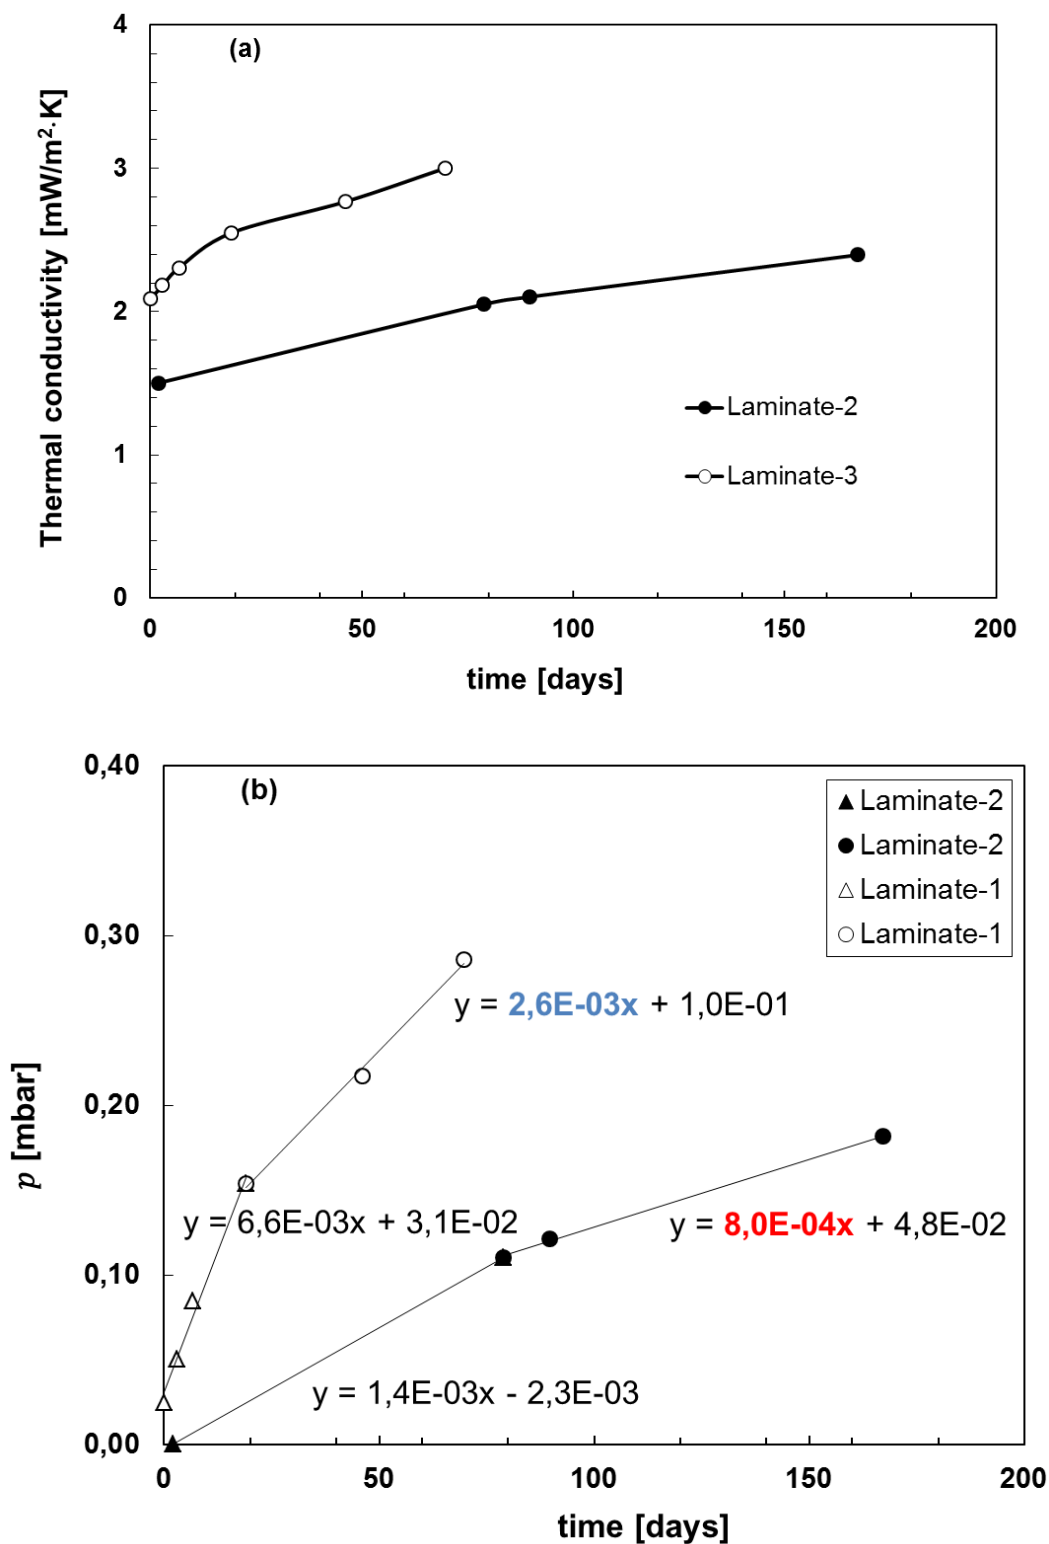 4
(a)
3
2
1
0
Thermal conductivity [mW/m²·K]
Laminate-2
Laminate-3
0 50 100 150 200
time [days]
0,40
(b)
Laminate-2
Laminate-2
Laminate-1
Laminate-1
0,30
y = 2,6E-03x + 1,0E-01
p [mbar]
0,20
y = 6,6E-03x + 3,1E-02
y = 8,0E-04x + 4,8E-02
0,10
y = 1,4E-03x - 2,3E-03
0,00
0 50 100 150 200
time [days]